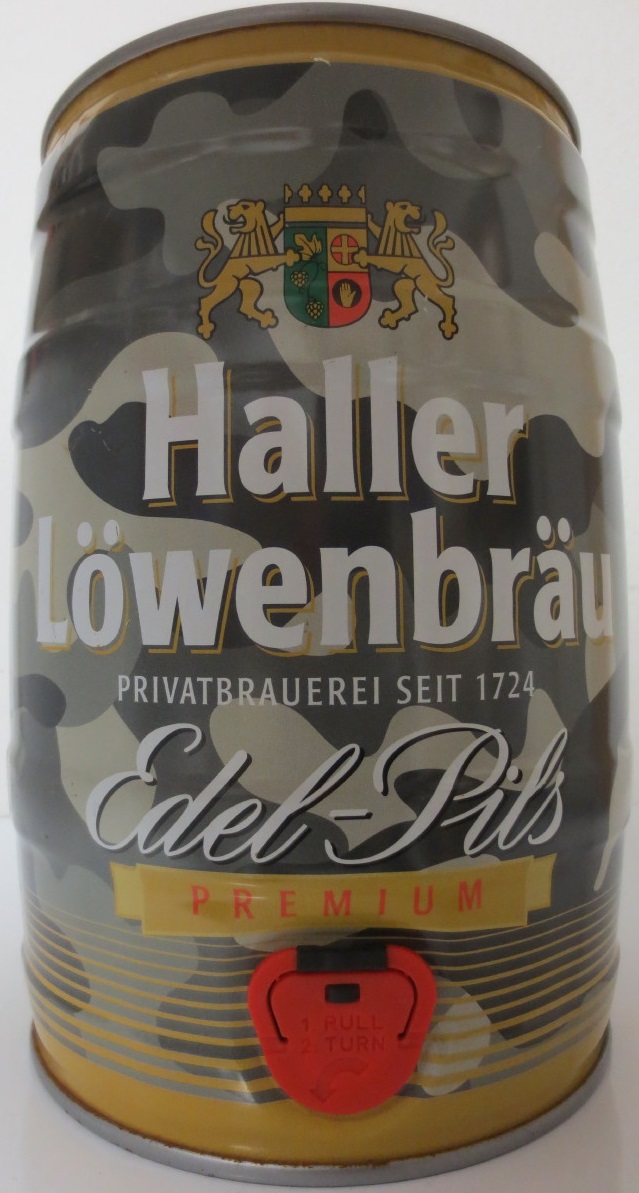 Haller
Löwenbräu
PRIVATBRAUEREI SEIT 1724
Edel-Pils
PREMIUM
1 PULL
2 TURN